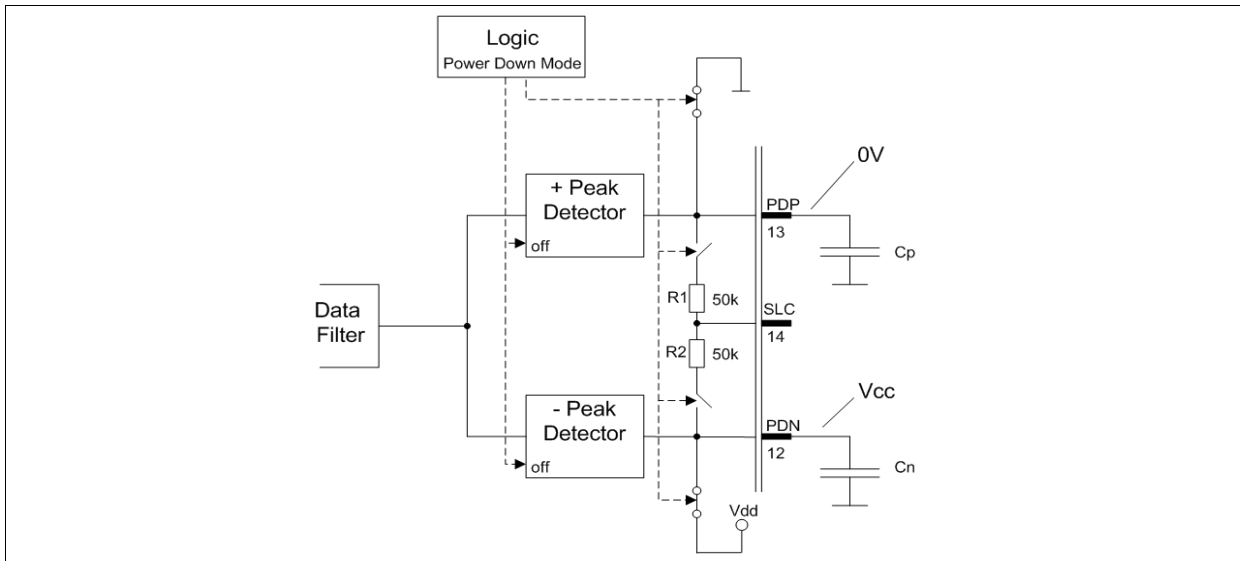 Logic
Power Down Mode
0V
+ Peak
Detector
off
PDP
13
Cp
R1
50k
SLC
14
Data
Filter
R2
50k
Vcc
- Peak
Detector
off
PDN
12
Cn
Vdd